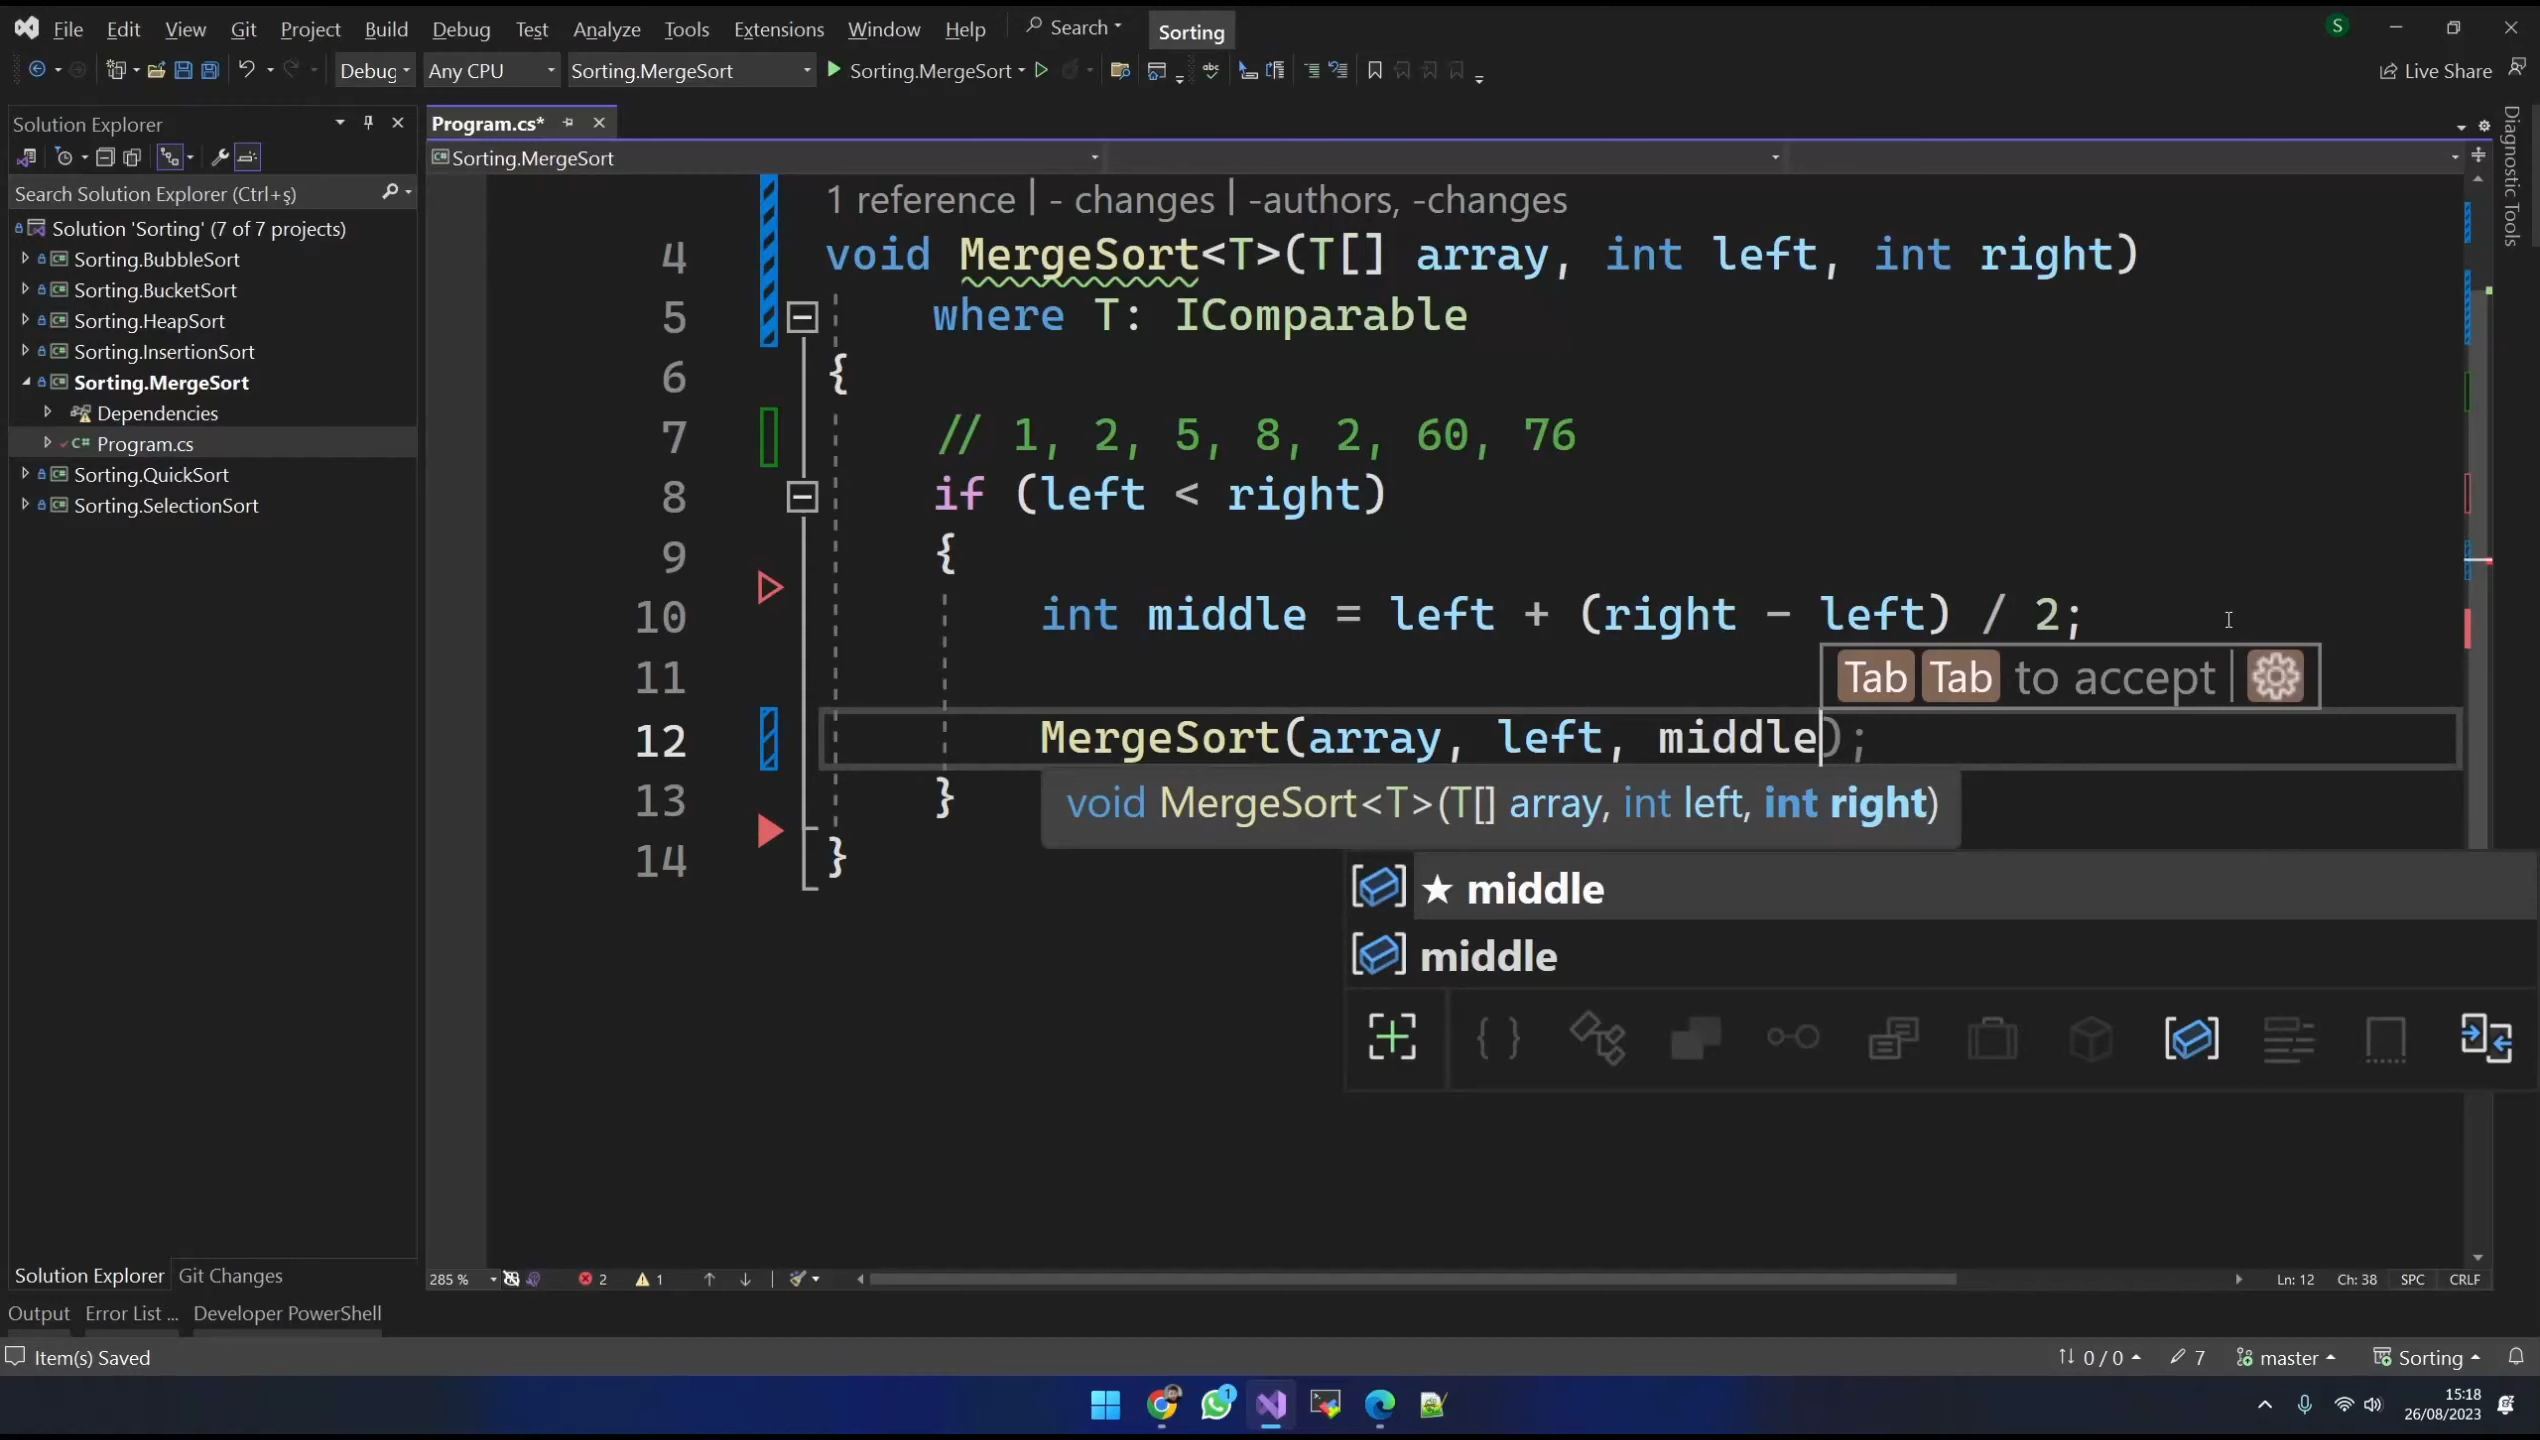 File Edit View Git Project Build Debug Test Analyze Tools Extensions Window Help Search Sorting S
Debug Any CPU Sorting.MergeSort Sorting.MergeSort Live Share
Solution Explorer
Search Solution Explorer (Ctrl+ş)
Solution 'Sorting' (7 of 7 projects)
Sorting.BubbleSort
Sorting.BucketSort
Sorting.HeapSort
Sorting.InsertionSort
Sorting.MergeSort
Dependencies
C# Program.cs
Sorting.QuickSort
Sorting.SelectionSort
Program.cs*
Sorting.MergeSort
1 reference | - changes | -authors, -changes
4 void MergeSort<T>(T[] array, int left, int right)
5 where T: IComparable
6 {
7 // 1, 2, 5, 8, 2, 60, 76
8 if (left < right)
9 {
10 int middle = left + (right - left) / 2;
11
Tab Tab to accept |
12 MergeSort(array, left, middle);
13 }
void MergeSort<T>(T[] array, int left, int right)
14 }
★ middle
middle
Diagnostic Tools
Solution Explorer Git Changes
285 % 2 1 Ln: 12 Ch: 38 SPC CRLF
Output Error List ... Developer PowerShell
Item(s) Saved 0 / 0 7 master Sorting
1
15:18
26/08/2023